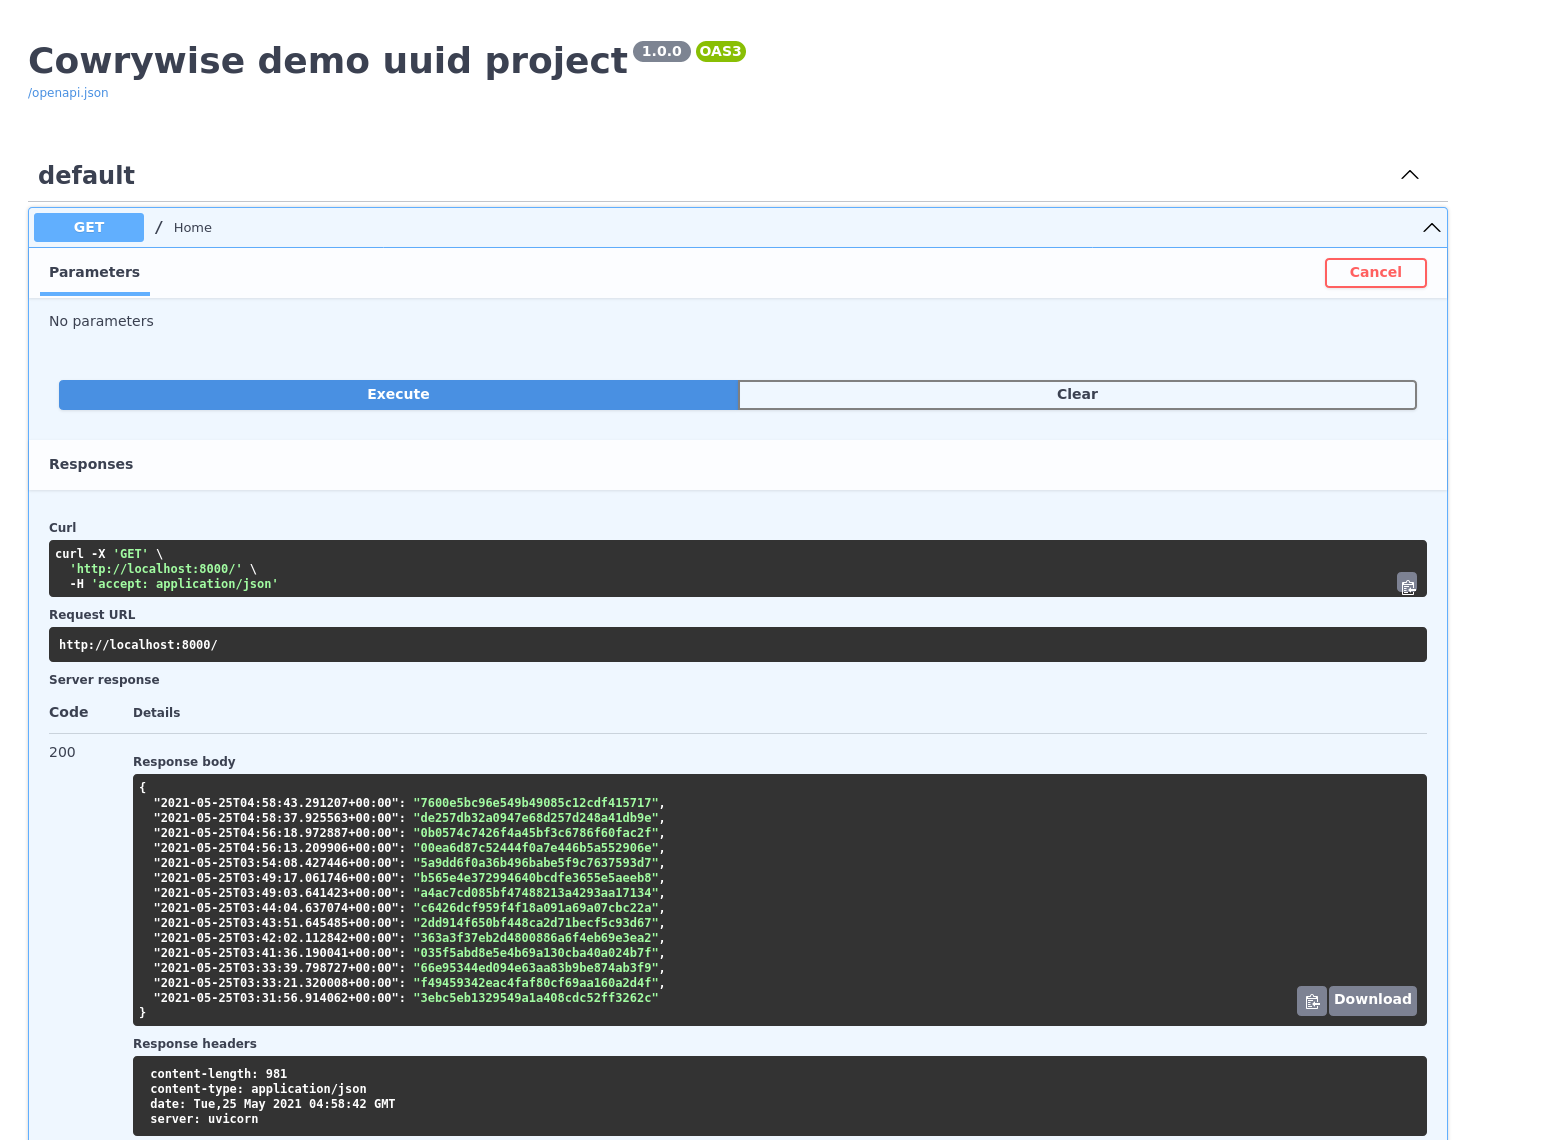 Cowrywise demo uuid project 1.0.0 OAS3
/openapi.json
default
GET / Home
Parameters Cancel
No parameters
Execute Clear
Responses
Curl
curl -X 'GET' \
  'http://localhost:8000/' \
  -H 'accept: application/json'
Request URL
http://localhost:8000/
Server response
Code Details
200
Response body
{
  "2021-05-25T04:58:43.291207+00:00": "7600e5bc96e549b49085c12cdf415717",
  "2021-05-25T04:58:37.925563+00:00": "de257db32a0947e68d257d248a41db9e",
  "2021-05-25T04:56:18.972887+00:00": "0b0574c7426f4a45bf3c6786f60fac2f",
  "2021-05-25T04:56:13.209906+00:00": "00ea6d87c52444f0a7e446b5a552906e",
  "2021-05-25T03:54:08.427446+00:00": "5a9dd6f0a36b496babe5f9c7637593d7",
  "2021-05-25T03:49:17.061746+00:00": "b565e4e372994640bcdfe3655e5aeeb8",
  "2021-05-25T03:49:03.641423+00:00": "a4ac7cd085bf47488213a4293aa17134",
  "2021-05-25T03:44:04.637074+00:00": "c6426dcf959f4f18a091a69a07cbc22a",
  "2021-05-25T03:43:51.645485+00:00": "2dd914f650bf448ca2d71becf5c93d67",
  "2021-05-25T03:42:02.112842+00:00": "363a3f37eb2d4800886a6f4eb69e3ea2",
  "2021-05-25T03:41:36.190041+00:00": "035f5abd8e5e4b69a130cba40a024b7f",
  "2021-05-25T03:33:39.798727+00:00": "66e95344ed094e63aa83b9be874ab3f9",
  "2021-05-25T03:33:21.320008+00:00": "f49459342eac4faf80cf69aa160a2d4f",
  "2021-05-25T03:31:56.914062+00:00": "3ebc5eb1329549a1a408cdc52ff3262c"
}
Download
Response headers
content-length: 981
content-type: application/json
date: Tue,25 May 2021 04:58:42 GMT
server: uvicorn